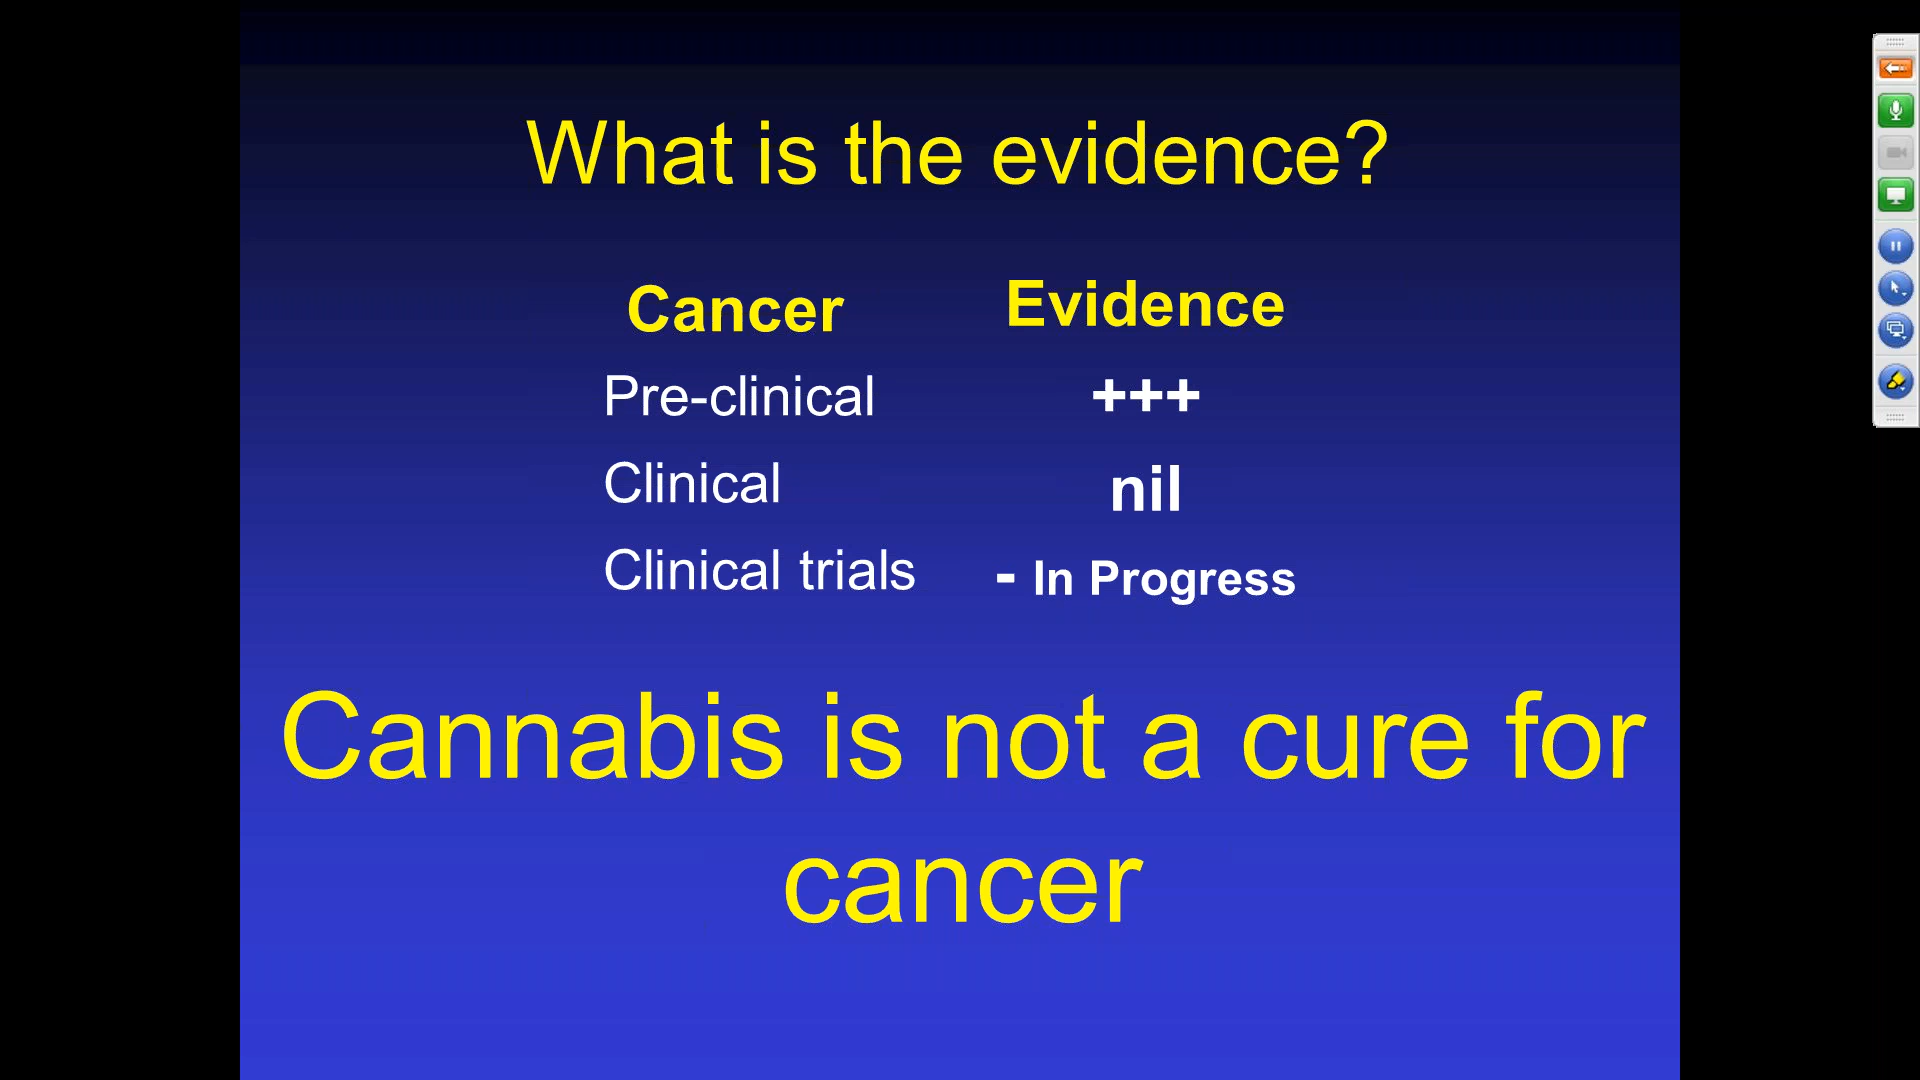 What is the evidence?
Cancer Evidence
Pre-clinical +++
Clinical nil
Clinical trials - In Progress
Cannabis is not a cure for
cancer